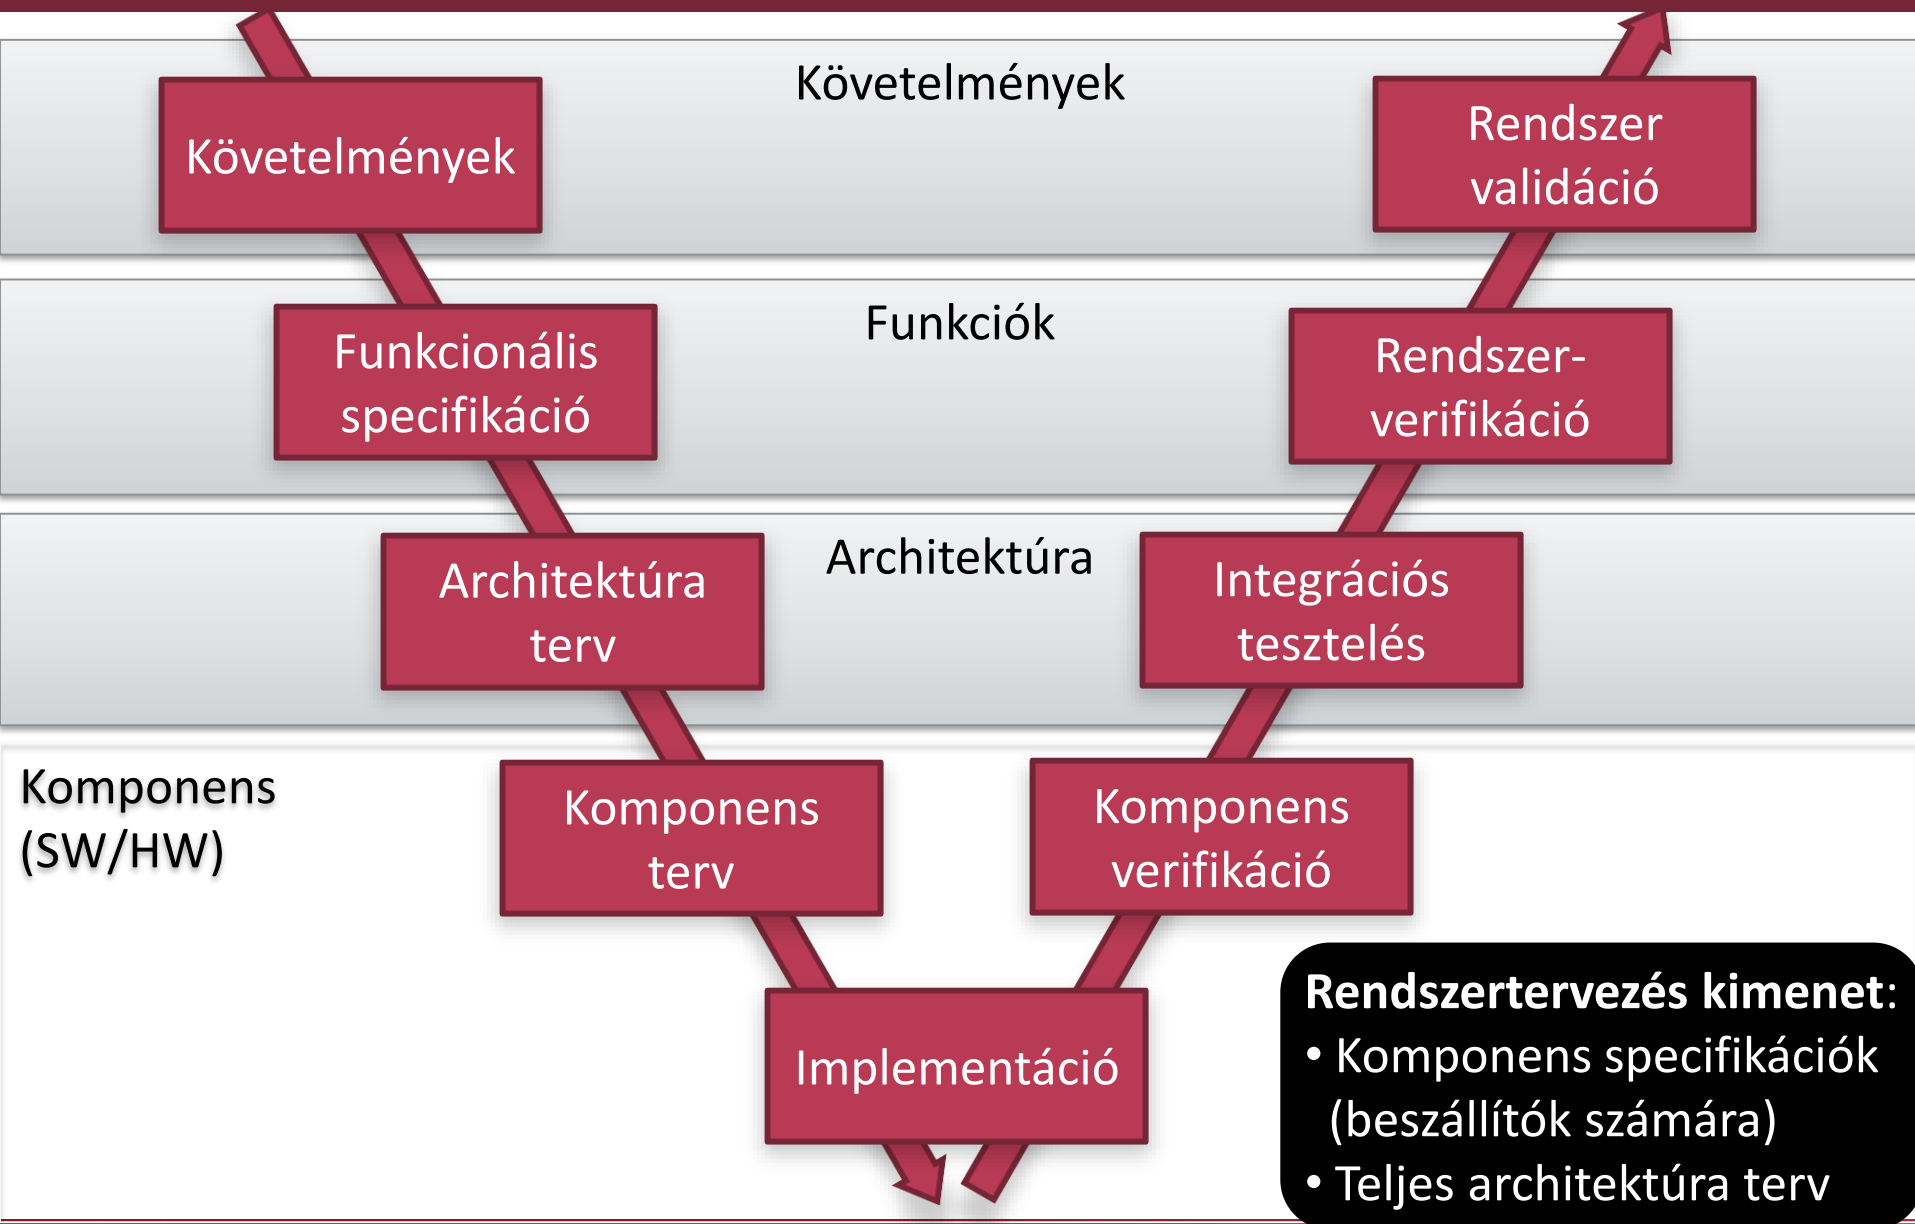 Követelmények
Követelmények
Rendszer
validáció
Funkciók
Funkcionális
specifikáció
Rendszer-
verifikáció
Architektúra
Architektúra
terv
Integrációs
tesztelés
Komponens
(SW/HW)
Komponens
terv
Komponens
verifikáció
Implementáció
Rendszertervezés kimenet:
• Komponens specifikációk
(beszállítók számára)
• Teljes architektúra terv